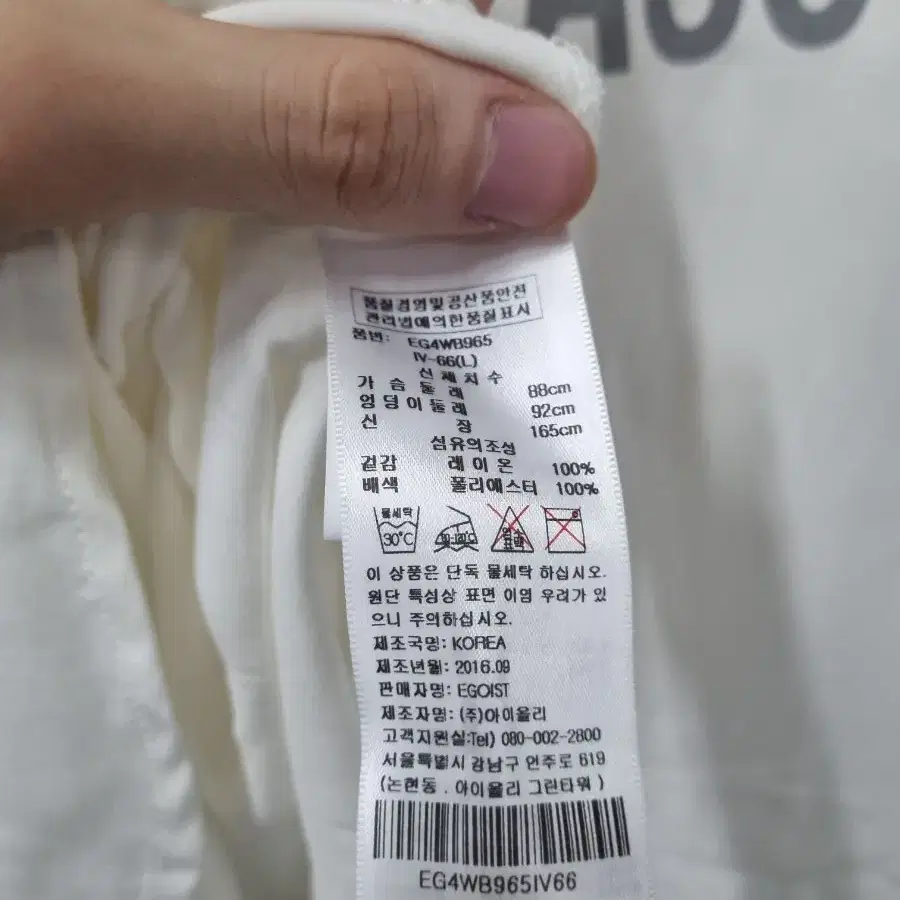 품질경영및공산품안전
관리법에의한품질표시
품번: EG4WB965
IV-66(L)
신체치수
가슴둘레 88cm
엉덩이둘레 92cm
신장 165cm
섬유의조성
겉감 레이온 100%
배색 폴리에스터 100%
물세탁
30℃
염소
표백
이 상품은 단독 물세탁 하십시오.
원단 특성상 표면 이염 우려가 있
으니 주의하십시오.
제조국명: KOREA
제조년월: 2016.09
판매자명: EGOIST
제조자명: (주)아이올리
고객지원실:Tel) 080-002-2800
서울특별시 강남구 언주로 619
(논현동 . 아이올리 그린타워 )
EG4WB965IV66